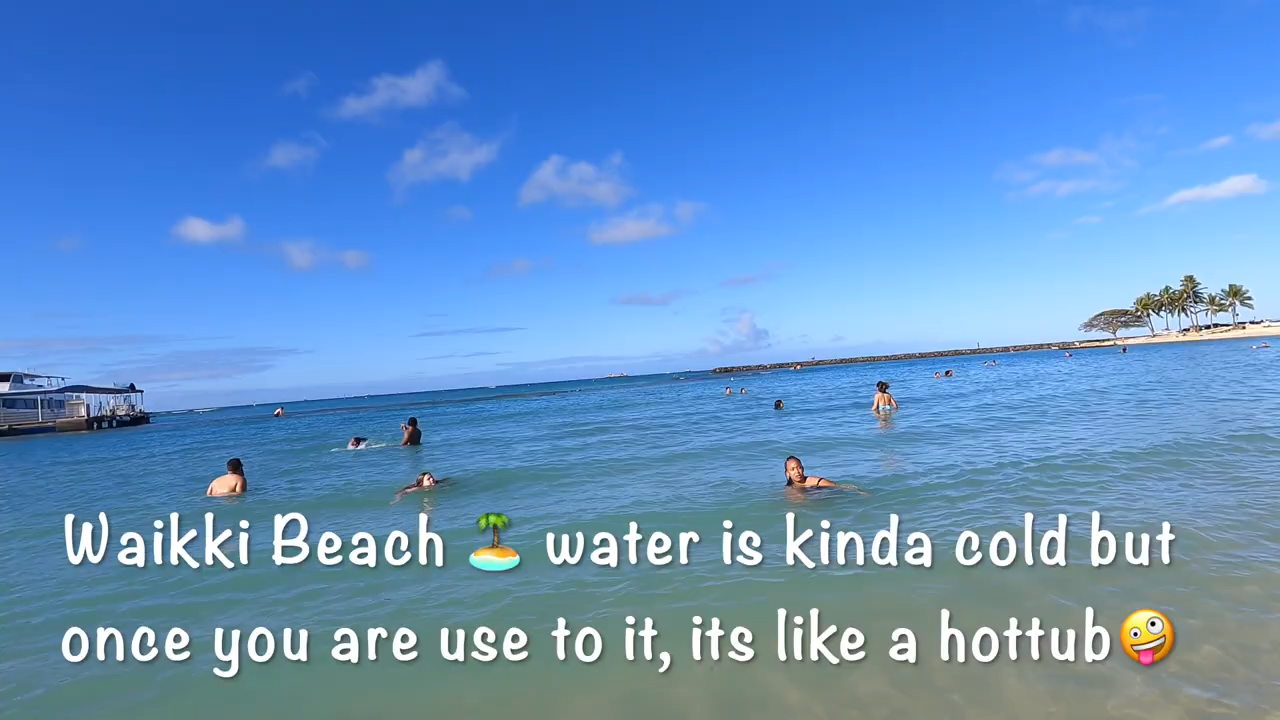 Waikki Beach 🏝️ water is kinda cold but
once you are use to it, its like a hottub🤪